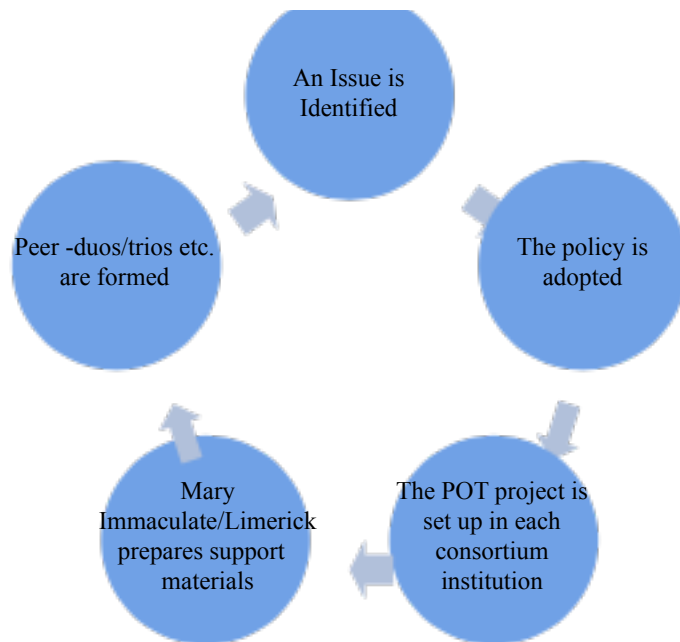 An Issue is
Identified
The policy is
adopted
The POT project is
set up in each
consortium
institution
Mary
Immaculate/Limerick
prepares support
materials
Peer -duos/trios etc.
are formed